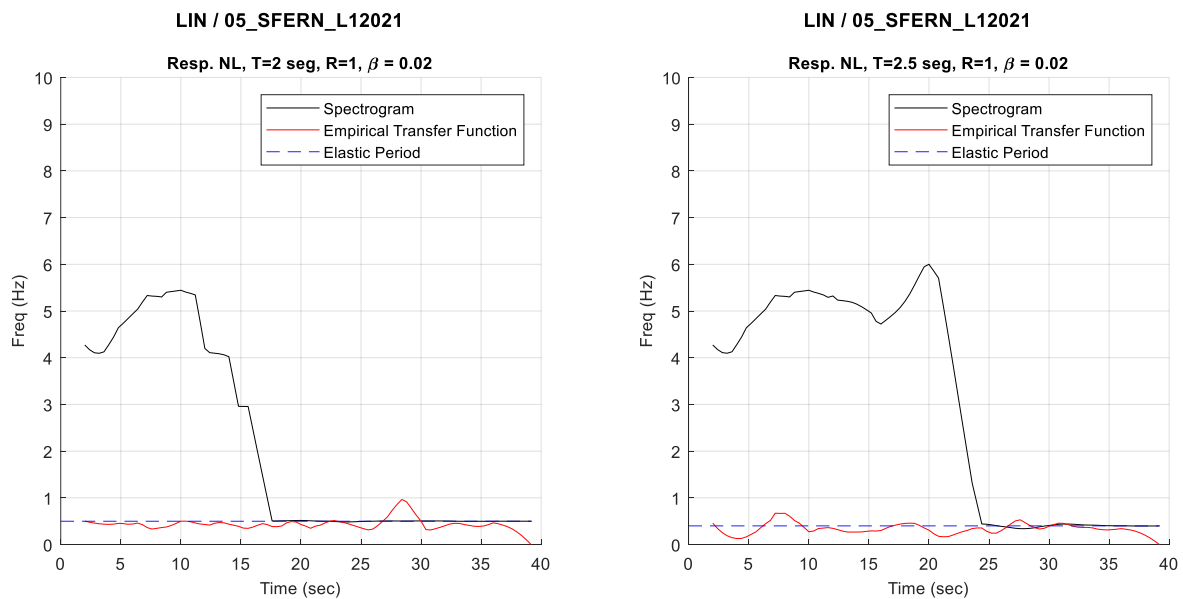 LIN / 05_SFERN_L12021
Resp. NL, T=2 seg, R=1, β = 0.02
10
9
8
7
6
5
4
3
2
1
0
Freq (Hz)
Spectrogram
Empirical Transfer Function
Elastic Period
0 5 10 15 20 25 30 35 40
Time (sec)
LIN / 05_SFERN_L12021
Resp. NL, T=2.5 seg, R=1, β = 0.02
10
9
8
7
6
5
4
3
2
1
0
Freq (Hz)
Spectrogram
Empirical Transfer Function
Elastic Period
0 5 10 15 20 25 30 35 40
Time (sec)